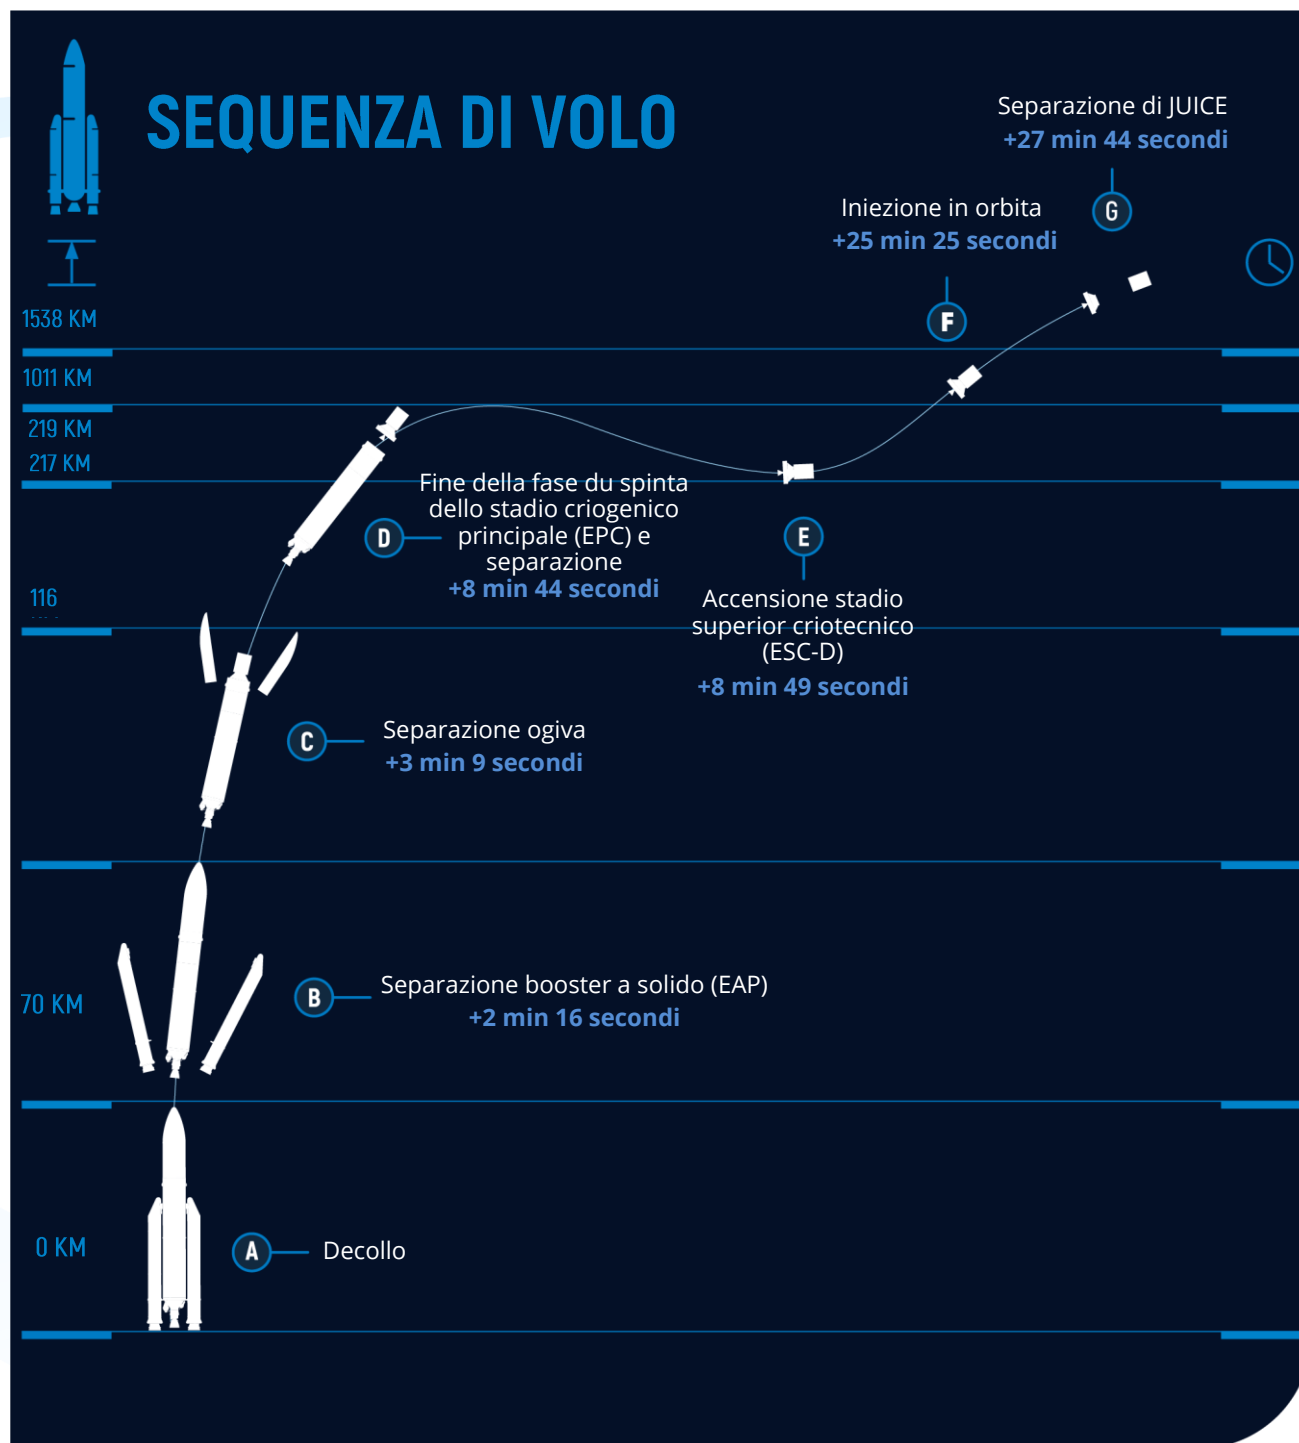 SEQUENZA DI VOLO
Separazione di JUICE
+27 min 44 secondi
G
Iniezione in orbita
+25 min 25 secondi
F
1538 KM
1011 KM
219 KM
217 KM
Fine della fase du spinta
dello stadio criogenico
principale (EPC) e
separazione
+8 min 44 secondi
D
E
Accensione stadio
superior criotecnico
(ESC-D)
+8 min 49 secondi
116
C
Separazione ogiva
+3 min 9 secondi
70 KM
B
Separazione booster a solido (EAP)
+2 min 16 secondi
0 KM
A
Decollo